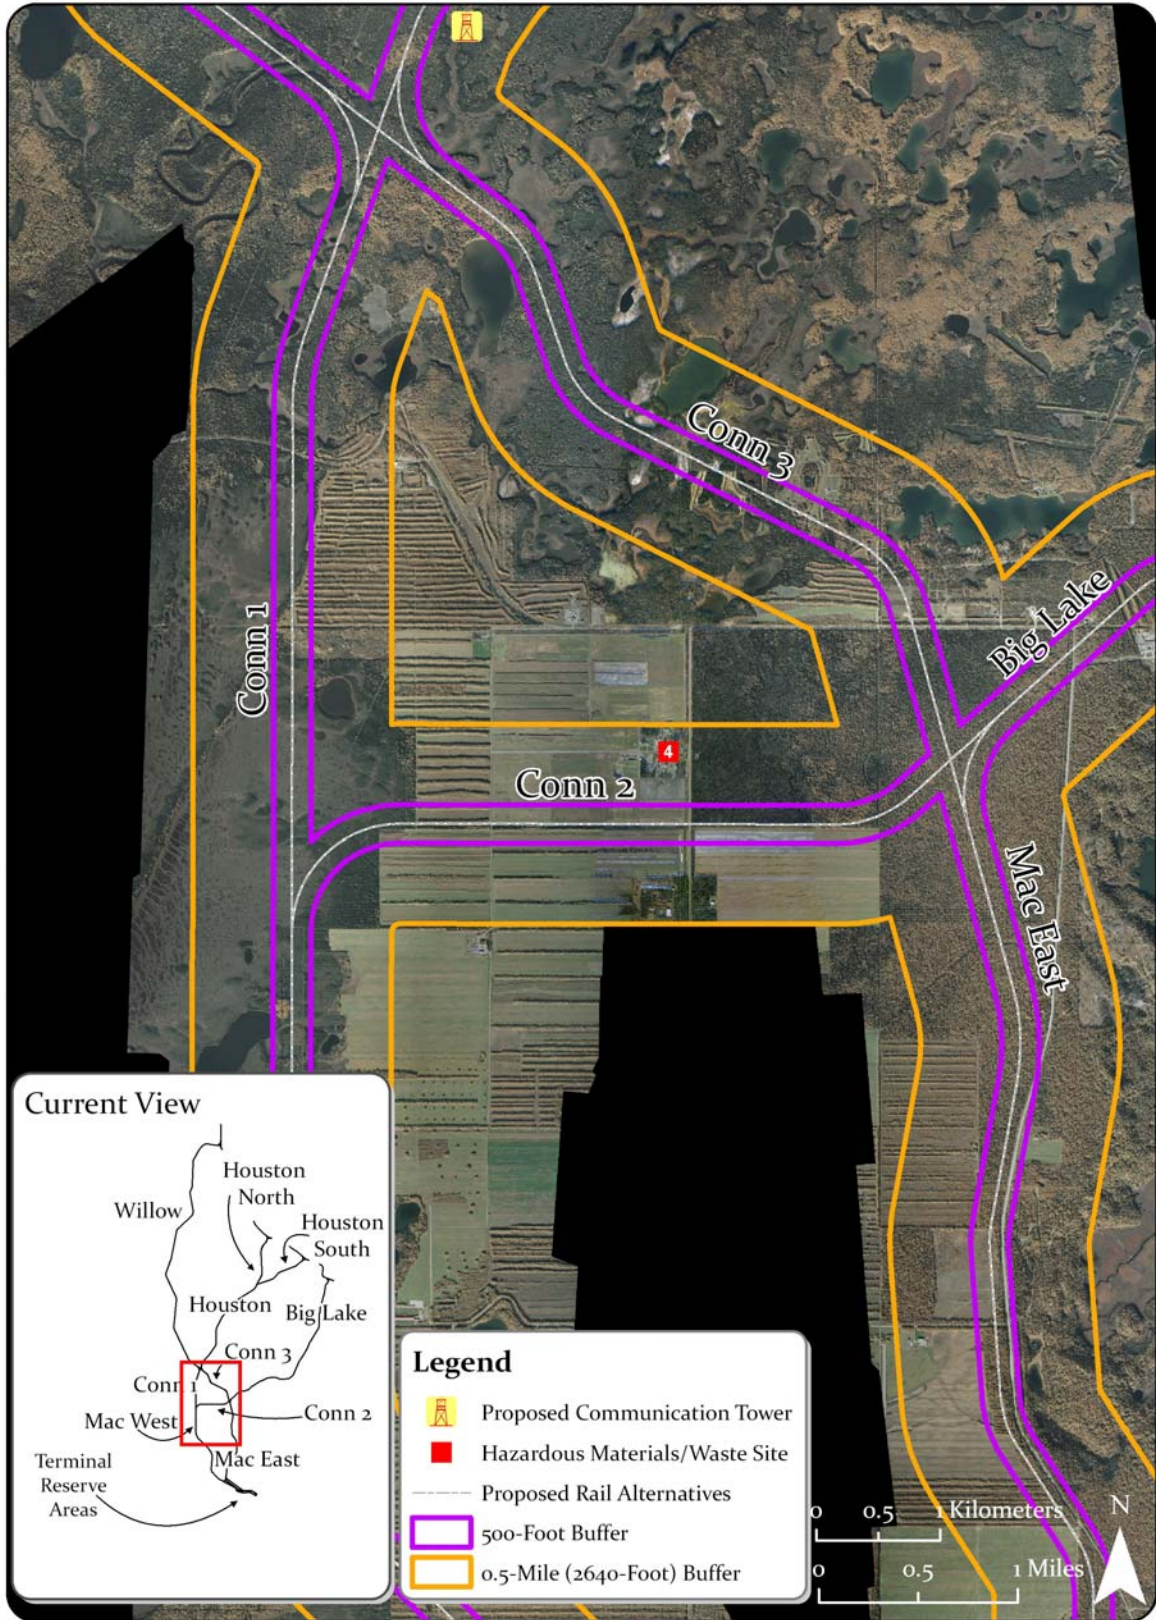 Conn 3
Big Lake
Conn 1
4
Conn 2
Mac East
Current View
Houston
North
Willow
Houston
South
Houston
Big Lake
Conn 3
Conn 1
Mac West
Conn 2
Mac East
Terminal
Reserve
Areas
Legend
Proposed Communication Tower
Hazardous Materials/Waste Site
Proposed Rail Alternatives
500-Foot Buffer
0.5-Mile (2640-Foot) Buffer
0 0.5 1 Kilometers
0 0.5 1 Miles
N